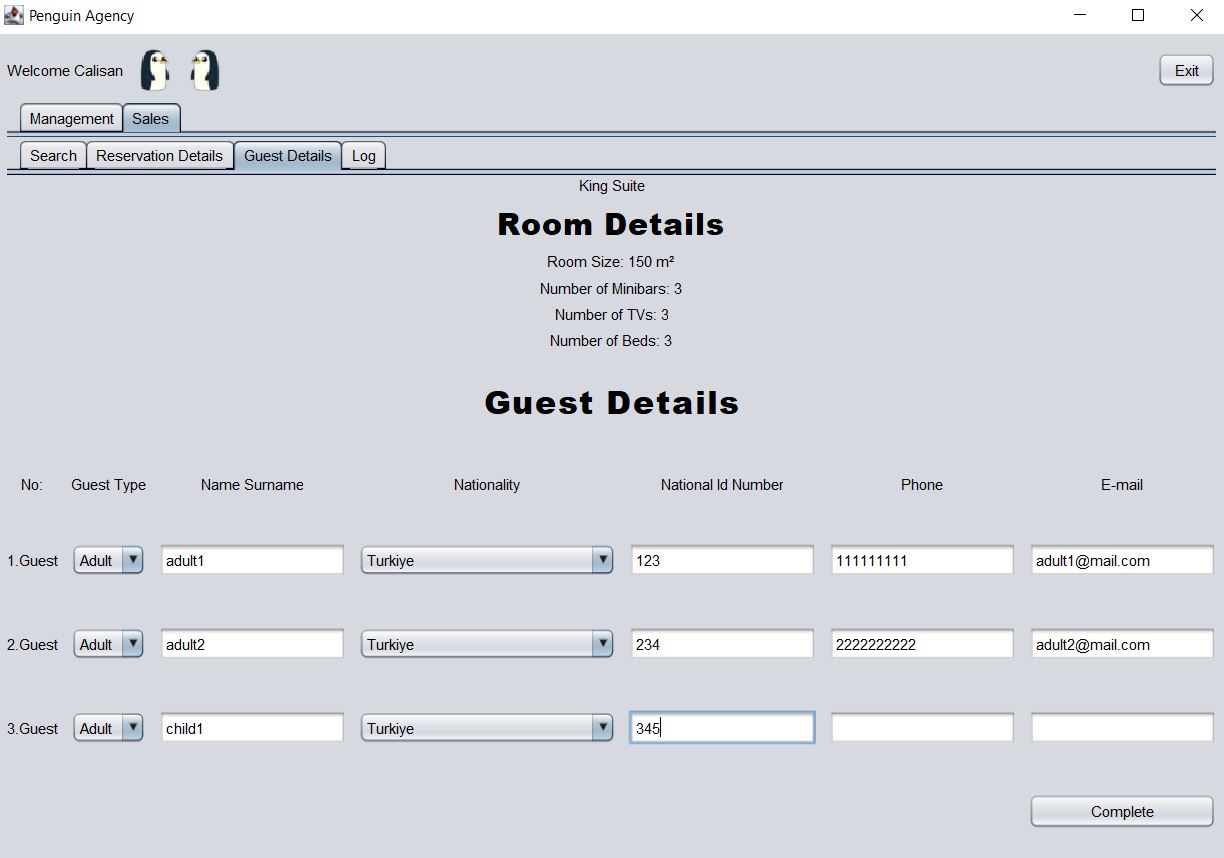 Penguin Agency
Welcome Calisan
Exit
Management Sales
Search Reservation Details Guest Details Log
King Suite
Room Details
Room Size: 150 m²
Number of Minibars: 3
Number of TVs: 3
Number of Beds: 3
Guest Details
No: Guest Type Name Surname Nationality National Id Number Phone E-mail
1.Guest Adult adult1 Turkiye 123 111111111 adult1@mail.com
2.Guest Adult adult2 Turkiye 234 2222222222 adult2@mail.com
3.Guest Adult child1 Turkiye 345
Complete